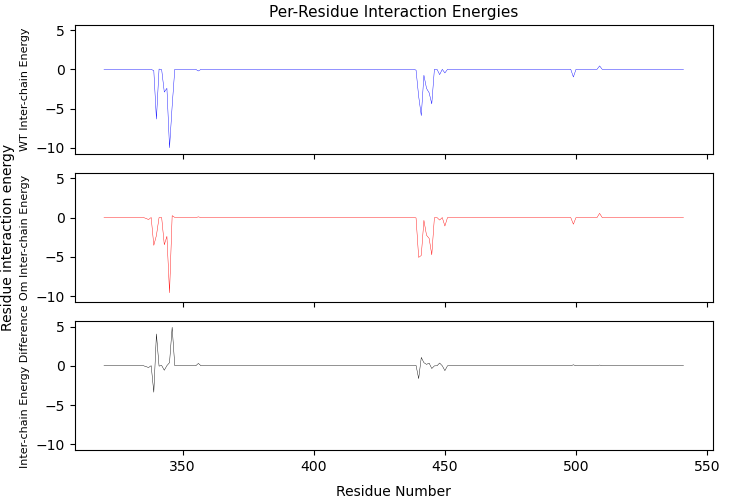 Per-Residue Interaction Energies
Residue interaction energy
WT Inter-chain Energy
5
0
−5
−10
Om Inter-chain Energy
5
0
−5
−10
Inter-chain Energy Difference
5
0
−5
−10
350
400
450
500
550
Residue Number